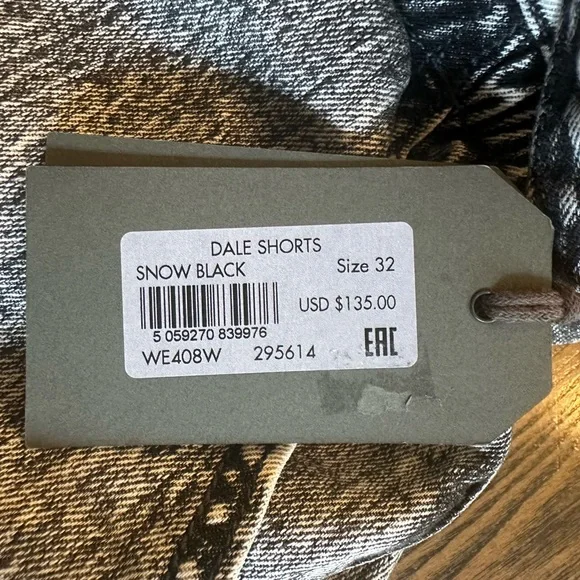 DALE SHORTS
SNOW BLACK Size 32
USD $135.00
5 059270 839976
WE408W 295614 EAC